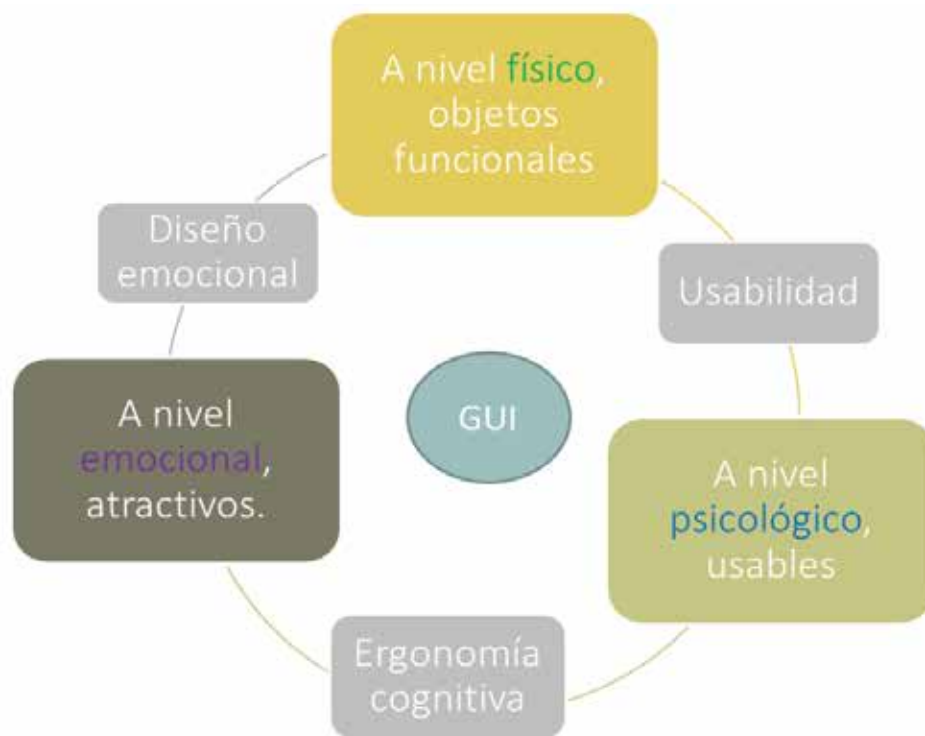 A nivel físico,
objetos
funcionales
Diseño
emocional
Usabilidad
A nivel
emocional,
atractivos.
GUI
A nivel
psicológico,
usables
Ergonomía
cognitiva